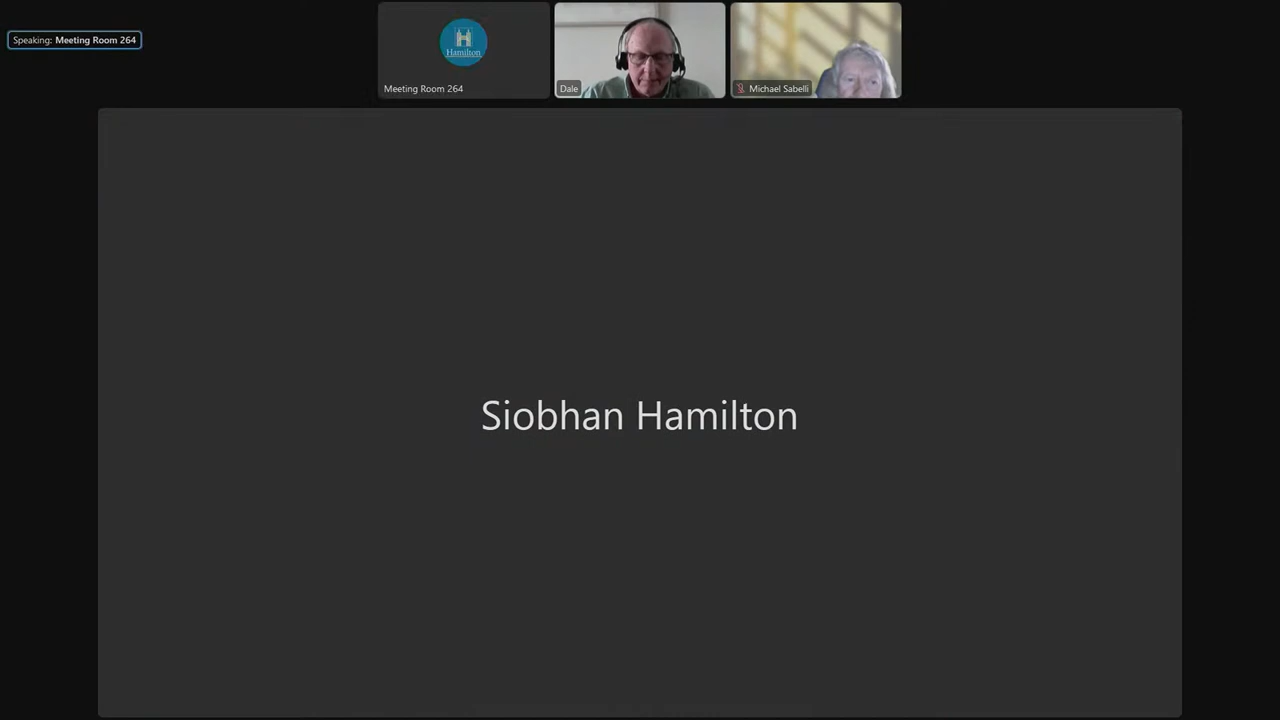 Speaking: Meeting Room 264
Hamilton
Meeting Room 264
Dale
Michael Sabelli
Siobhan Hamilton